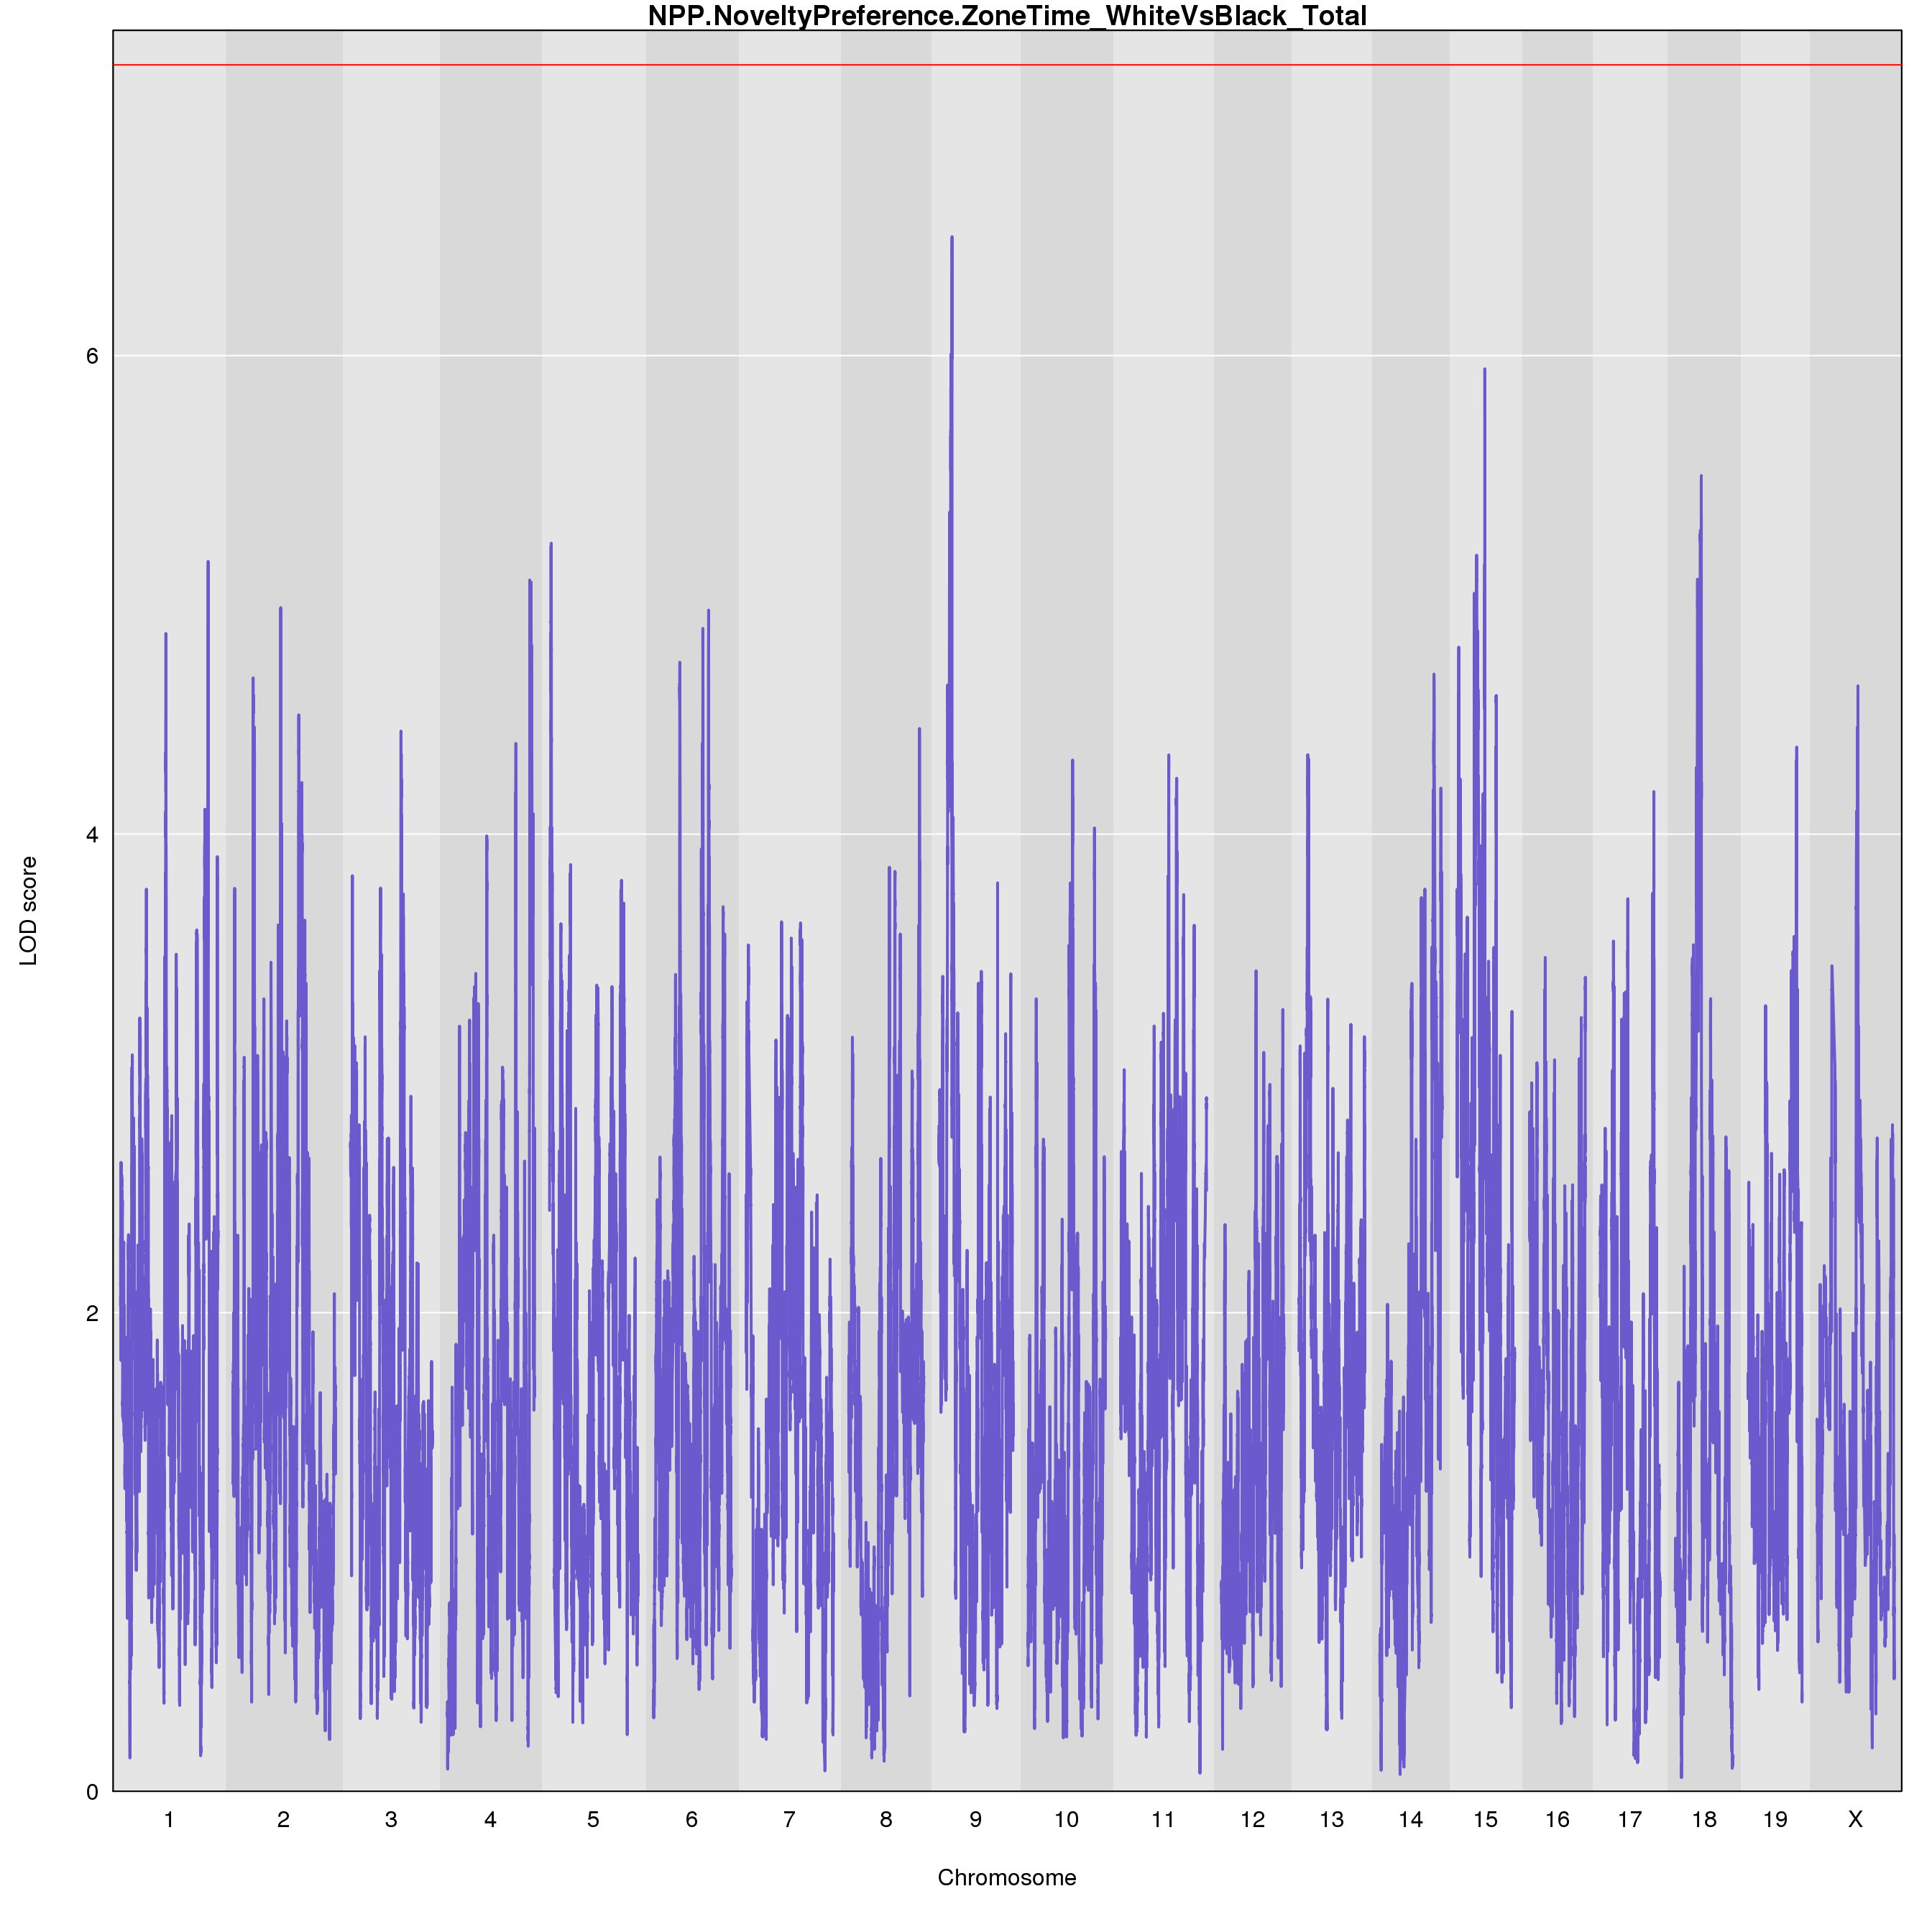 NPP.NoveltyPreference.ZoneTime_WhiteVsBlack_Total
LOD score
6
4
2
0
1 2 3 4 5 6 7 8 9 10 11 12 13 14 15 16 17 18 19 X
Chromosome